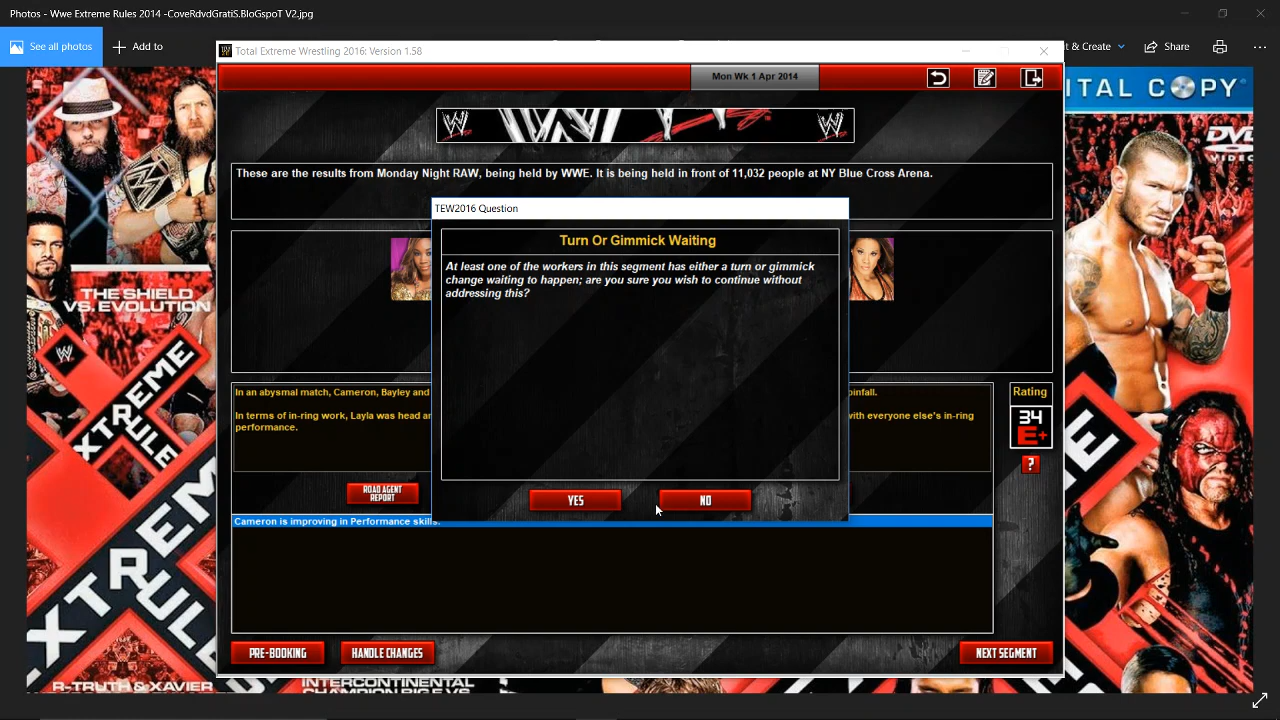 Photos - Wwe Extreme Rules 2014 -CoveRdvdGratiS.BloGspoT V2.jpg
See all photos
Add to
t & Create
Share
Total Extreme Wrestling 2016: Version 1.58
Mon Wk 1 Apr 2014
ITAL COPY
DVD
VIDEO
These are the results from Monday Night RAW, being held by WWE. It is being held in front of 11,032 people at NY Blue Cross Arena.
TEW2016 Question
Turn Or Gimmick Waiting
At least one of the workers in this segment has either a turn or gimmick
change waiting to happen; are you sure you wish to continue without
addressing this?
THE SHIELD
VS. EVOLUTION
EXTREME
RULES
In an abysmal match, Cameron, Bayley and
infall.
In terms of in-ring work, Layla was head
with everyone else's in-ring
performance.
Rating
34
E+
?
ROAD AGENT
REPORT
YES
NO
Cameron is improving in Performance skills.
EXTREME
PRE-BOOKING
HANDLE CHANGES
NEXT SEGMENT
R-TRUTH & XAVIER
INTERCONTINENTAL
CHAMPION BIG E VS.